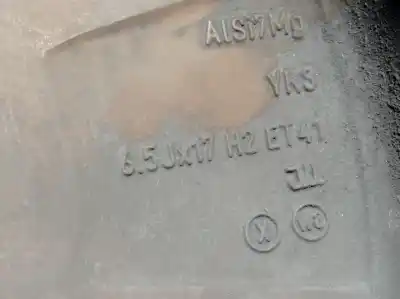 AlSi7Mg
YKS
6.5Jx17 H2 ET41
X